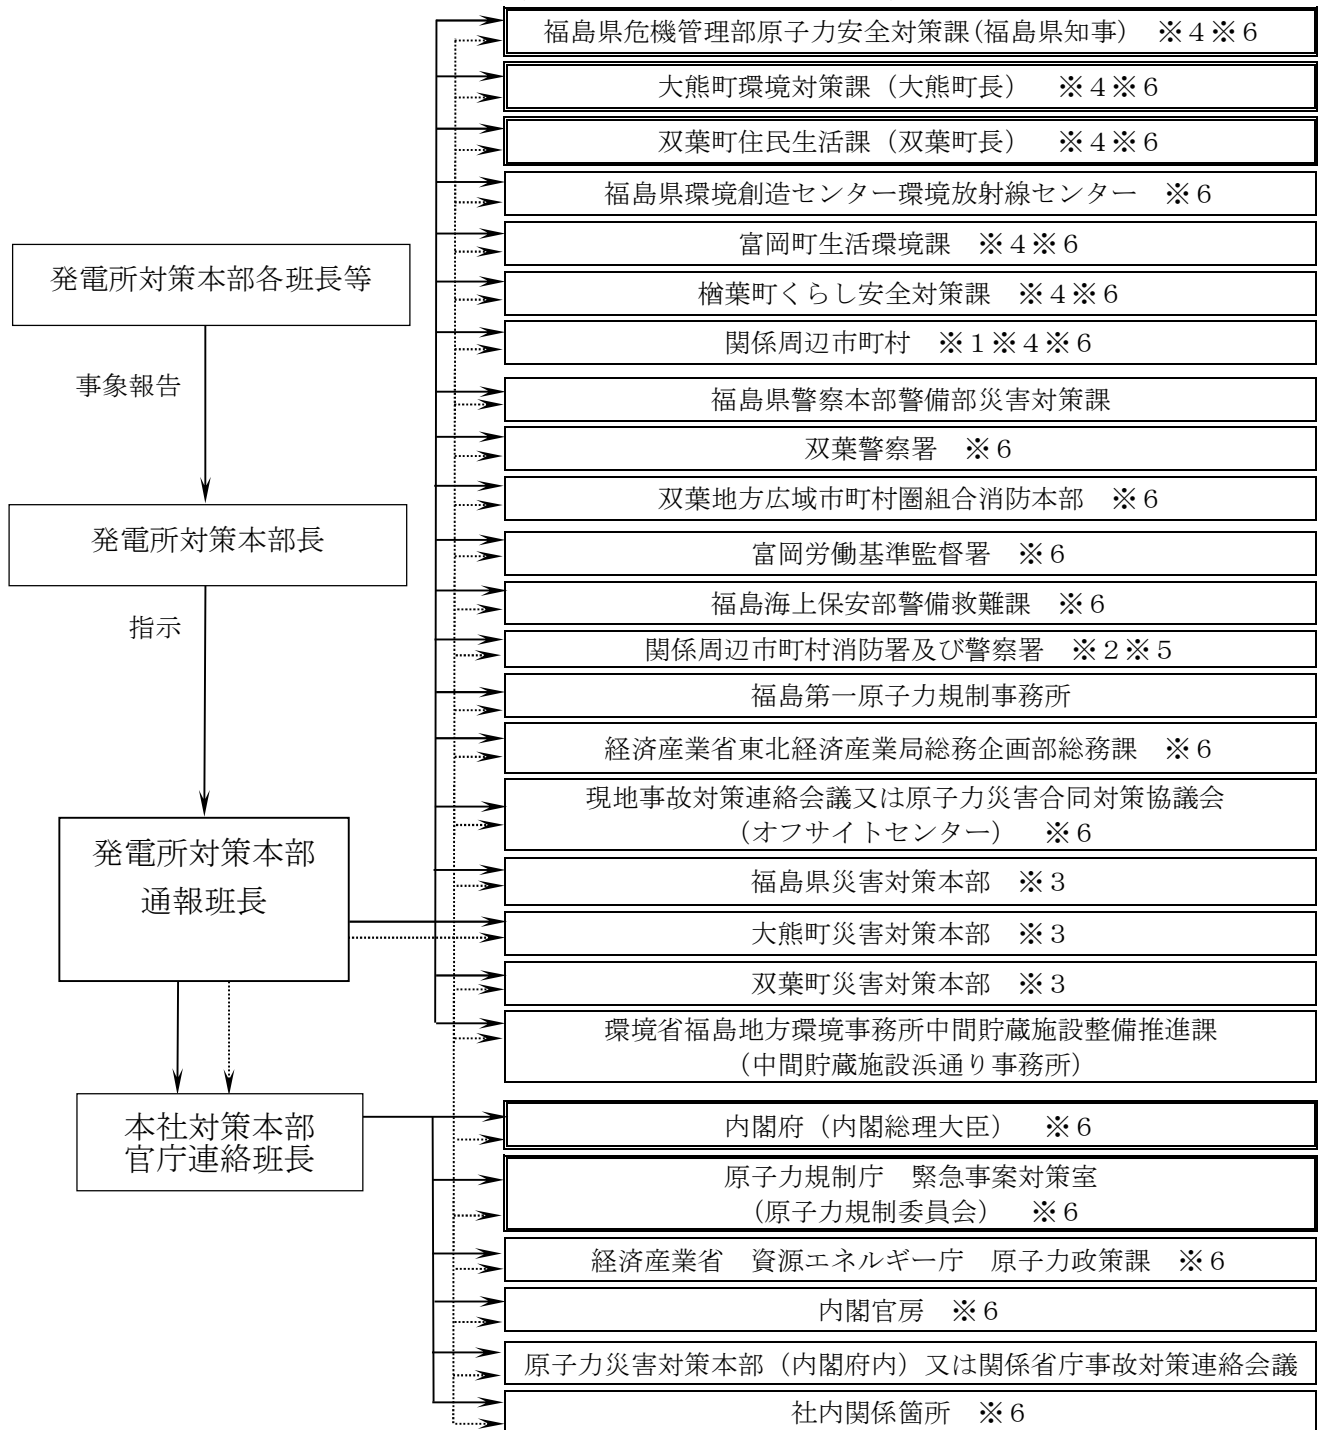 発電所対策本部各班長等
事象報告
発電所対策本部長
指示
発電所対策本部
通報班長
本社対策本部
官庁連絡班長
福島県危機管理部原子力安全対策課(福島県知事)　※４※６
大熊町環境対策課（大熊町長）　※４※６
双葉町住民生活課（双葉町長）　※４※６
福島県環境創造センター環境放射線センター　※６
富岡町生活環境課　※４※６
楢葉町くらし安全対策課　※４※６
関係周辺市町村　※１※４※６
福島県警察本部警備部災害対策課
双葉警察署　※６
双葉地方広域市町村圏組合消防本部　※６
富岡労働基準監督署　※６
福島海上保安部警備救難課　※６
関係周辺市町村消防署及び警察署　※２※５
福島第一原子力規制事務所
経済産業省東北経済産業局総務企画部総務課　※６
現地事故対策連絡会議又は原子力災害合同対策協議会
（オフサイトセンター）　※６
福島県災害対策本部　※３
大熊町災害対策本部　※３
双葉町災害対策本部　※３
環境省福島地方環境事務所中間貯蔵施設整備推進課
（中間貯蔵施設浜通り事務所）
内閣府（内閣総理大臣）　※６
原子力規制庁　緊急事案対策室
（原子力規制委員会）　※６
経済産業省　資源エネルギー庁　原子力政策課　※６
内閣官房　※６
原子力災害対策本部（内閣府内）又は関係省庁事故対策連絡会議
社内関係箇所　※６